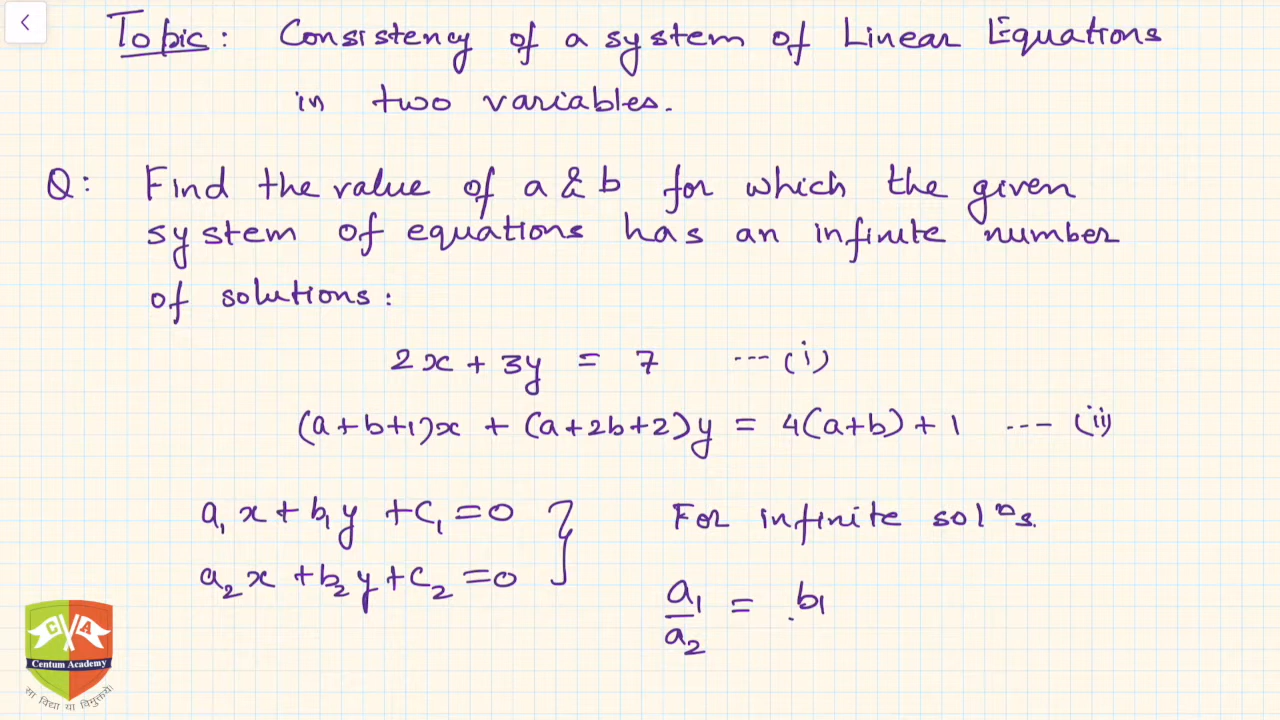 Topic: Consistency of a system of Linear Equations
in two variables.
Q: Find the value of a & b for which the given
system of equations has an infinite number
of solutions:
2x + 3y = 7 --- (i)
(a+b+1)x + (a+2b+2)y = 4(a+b)+1 --- (ii)
a₁x + b₁y + c₁ = 0
a₂x + b₂y + c₂ = 0
For infinite solⁿs.
a₁/a₂ = b₁
C A
Centum Academy
सा विद्या या विमुक्तये।